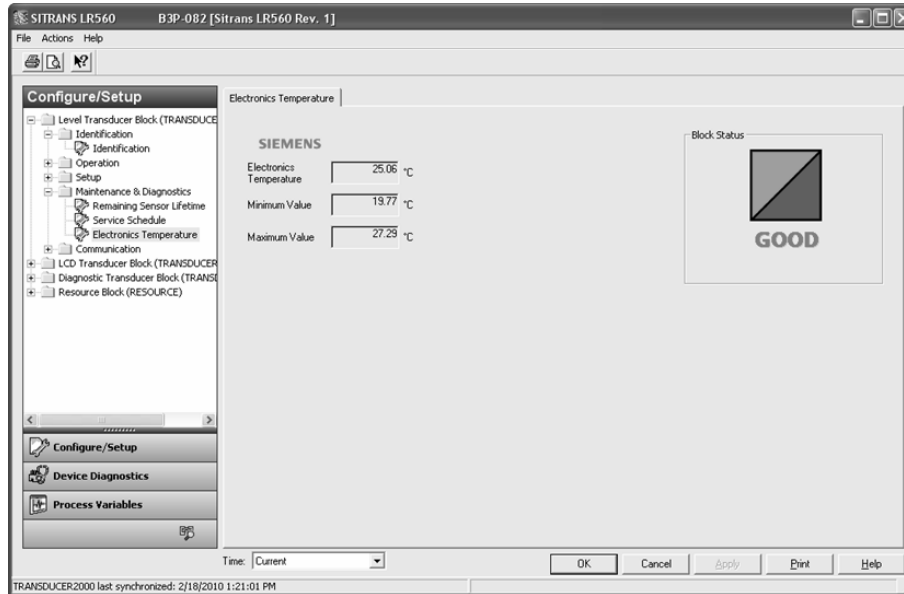 SITRANS LR560 B3P-082 [Sitrans LR560 Rev. 1]
File Actions Help
Configure/Setup
Level Transducer Block (TRANSDUCE
Identification
Identification
Operation
Setup
Maintenance & Diagnostics
Remaining Sensor Lifetime
Service Schedule
Electronics Temperature
Communication
LCD Transducer Block (TRANSDUCER
Diagnostic Transducer Block (TRANS
Resource Block (RESOURCE)
Configure/Setup
Device Diagnostics
Process Variables
Electronics Temperature
SIEMENS
Electronics
Temperature 25.06 °C
Minimum Value 19.77 °C
Maximum Value 27.29 °C
Block Status
GOOD
Time: Current
OK Cancel Apply Print Help
TRANSDUCER2000 last synchronized: 2/18/2010 1:21:01 PM